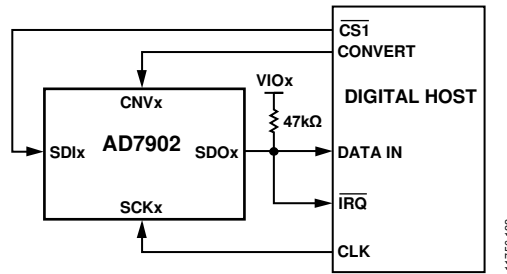 CS1
CONVERT
VIOx
CNVx
DIGITAL HOST
47kΩ
AD7902
SDIx
SDOx
DATA IN
SCKx
IRQ
CLK